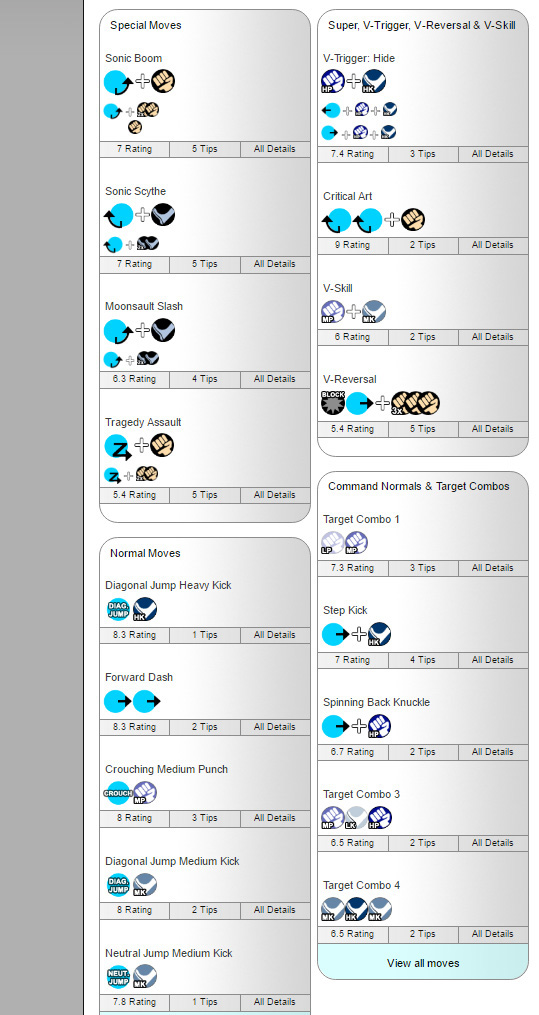 Special Moves
Sonic Boom
7 Rating 5 Tips All Details
Sonic Scythe
7 Rating 5 Tips All Details
Moonsault Slash
6.3 Rating 4 Tips All Details
Tragedy Assault
5.4 Rating 5 Tips All Details
Normal Moves
Diagonal Jump Heavy Kick
DIAG. JUMP HK
8.3 Rating 1 Tips All Details
Forward Dash
8.3 Rating 2 Tips All Details
Crouching Medium Punch
CROUCH MP
8 Rating 3 Tips All Details
Diagonal Jump Medium Kick
DIAG. JUMP MK
8 Rating 2 Tips All Details
Neutral Jump Medium Kick
NEUT. JUMP MK
7.8 Rating 1 Tips All Details
Super, V-Trigger, V-Reversal & V-Skill
V-Trigger: Hide
HP HK
7.4 Rating 3 Tips All Details
Critical Art
9 Rating 2 Tips All Details
V-Skill
MP MK
6 Rating 2 Tips All Details
V-Reversal
BLOCK 3x
5.4 Rating 5 Tips All Details
Command Normals & Target Combos
Target Combo 1
LP MP
7.3 Rating 3 Tips All Details
Step Kick
HK
7 Rating 4 Tips All Details
Spinning Back Knuckle
HP
6.7 Rating 2 Tips All Details
Target Combo 3
MP LK HP
6.5 Rating 2 Tips All Details
Target Combo 4
MK HK MK
6.5 Rating 2 Tips All Details
View all moves